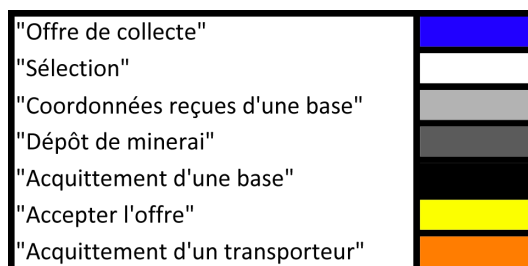 "Offre de collecte"
"Sélection"
"Coordonnées reçues d'une base"
"Dépôt de minerai"
"Acquittement d'une base"
"Accepter l'offre"
"Acquittement d'un transporteur"